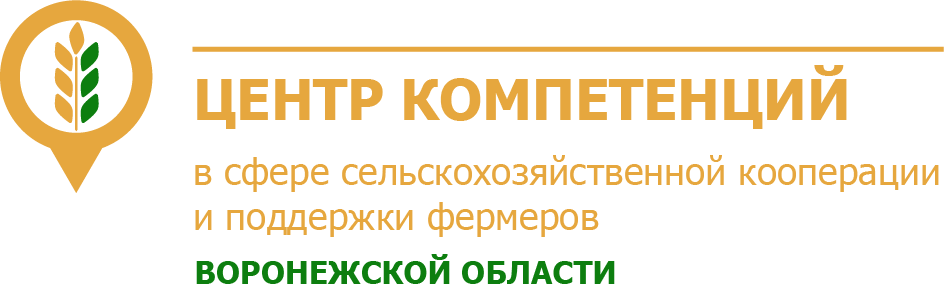 ЦЕНТР КОМПЕТЕНЦИЙ
в сфере сельскохозяйственной кооперации
и поддержки фермеров
ВОРОНЕЖСКОЙ ОБЛАСТИ